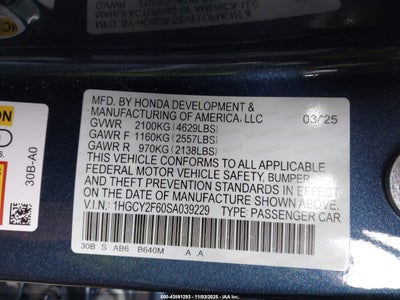 MFD. BY HONDA DEVELOPMENT &
MANUFACTURING OF AMERICA, LLC
GVWR 2100KG (4629LBS) 03/25
GAWR F 1160KG (2557LBS)
GAWR R 970KG (2138LBS)
THIS VEHICLE CONFORMS TO ALL APPLICABLE
FEDERAL MOTOR VEHICLE SAFETY, BUMPER,
AND THEFT PREVENTION STANDARDS IN EFFECT
ON THE DATE OF MANUFACTURE SHOWN ABOVE.
V.I.N.: 1HGCY2F60SA039229 TYPE: PASSENGER CAR
30B S AB6 B640M A A
30B-A0
000-43591293 - 11/03/2025 - IAAI.COM